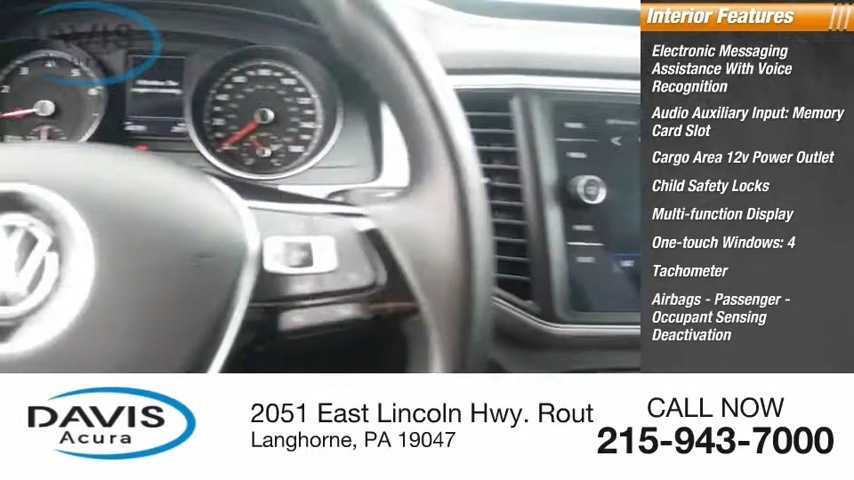 DAVIS
Acura
Interior Features
Electronic Messaging
Assistance With Voice
Recognition
Audio Auxiliary Input: Memory
Card Slot
Cargo Area 12v Power Outlet
Child Safety Locks
Multi-function Display
One-touch Windows: 4
Tachometer
Airbags - Passenger -
Occupant Sensing
Deactivation
DAVIS
Acura
2051 East Lincoln Hwy. Rout
Langhorne, PA 19047
CALL NOW
215-943-7000